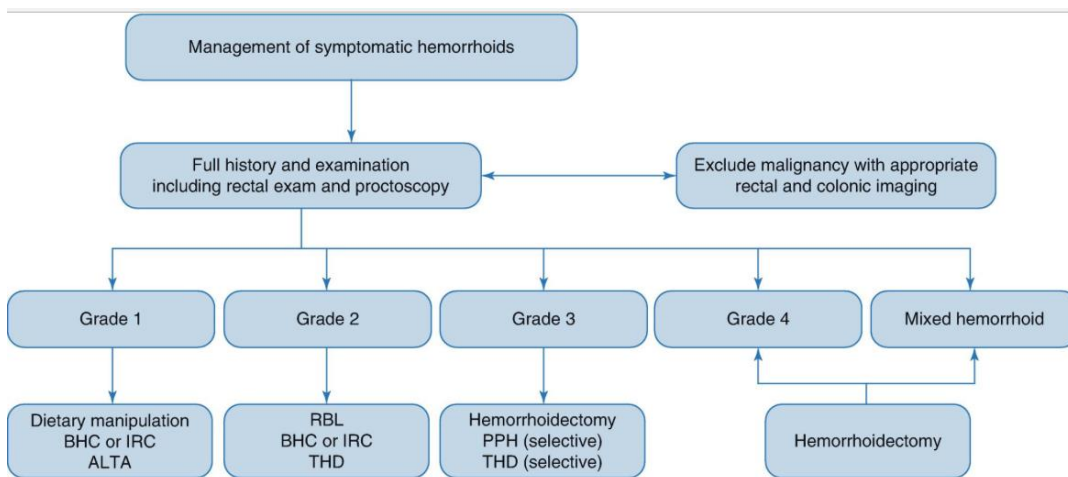 Management of symptomatic hemorrhoids
Full history and examination
including rectal exam and proctoscopy
Exclude malignancy with appropriate
rectal and colonic imaging
Grade 1
Grade 2
Grade 3
Grade 4
Mixed hemorrhoid
Dietary manipulation
BHC or IRC
ALTA
RBL
BHC or IRC
THD
Hemorrhoidectomy
PPH (selective)
THD (selective)
Hemorrhoidectomy